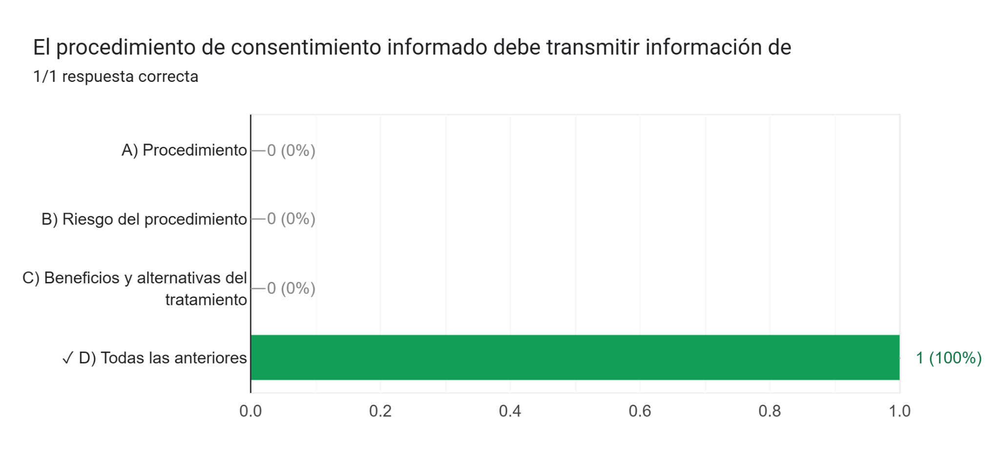 El procedimiento de consentimiento informado debe transmitir información de
1/1 respuesta correcta
A) Procedimiento
0 (0%)
B) Riesgo del procedimiento
0 (0%)
C) Beneficios y alternativas del
tratamiento
0 (0%)
✓ D) Todas las anteriores
1 (100%)
0.0 0.2 0.4 0.6 0.8 1.0